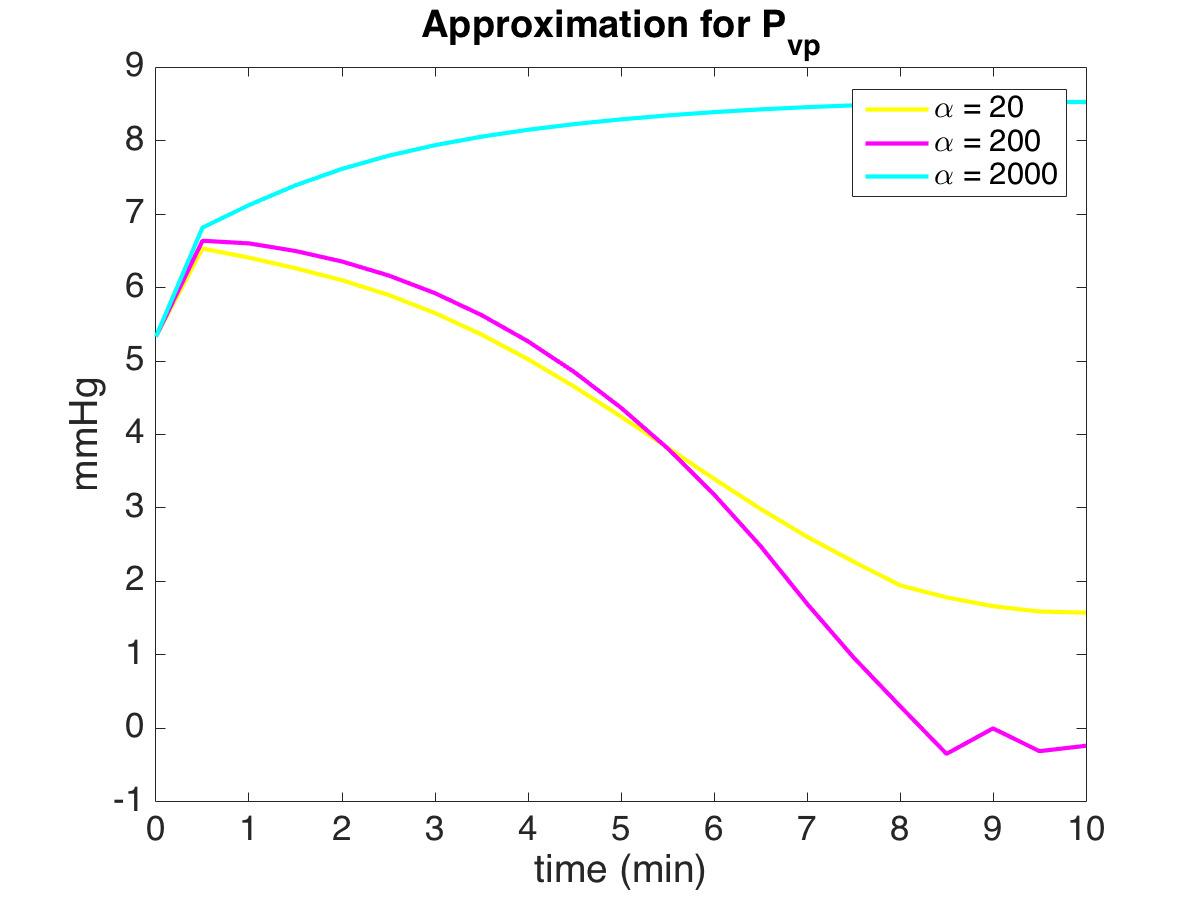 Approximation for P_vp
9
8
7
6
5
4
3
2
1
0
-1
mmHg
α = 20
α = 200
α = 2000
0 1 2 3 4 5 6 7 8 9 10
time (min)